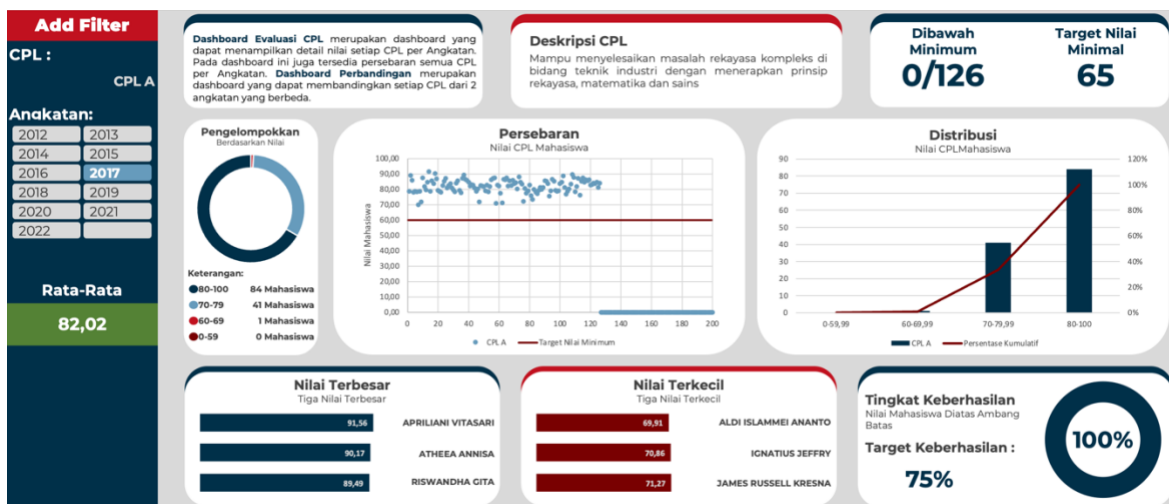 Add Filter
CPL :
CPL A
Angkatan:
2012 2013
2014 2015
2016 2017
2018 2019
2020 2021
2022
Rata-Rata
82,02
Dashboard Evaluasi CPL merupakan dashboard yang
dapat menampilkan detail nilai setiap CPL per Angkatan.
Pada dashboard ini juga tersedia persebaran semua CPL
per Angkatan. Dashboard Perbandingan merupakan
dashboard yang dapat membandingkan setiap CPL dari 2
angkatan yang berbeda.
Deskripsi CPL
Mampu menyelesaikan masalah rekayasa kompleks di
bidang teknik industri dengan menerapkan prinsip
rekayasa, matematika dan sains
Dibawah
Minimum
0/126
Target Nilai
Minimal
65
Pengelompokkan
Berdasarkan Nilai
Keterangan:
80-100 84 Mahasiswa
70-79 41 Mahasiswa
60-69 1 Mahasiswa
0-59 0 Mahasiswa
Persebaran
Nilai CPL Mahasiswa
Nilai Mahasiswa
100,00
90,00
80,00
70,00
60,00
50,00
40,00
30,00
20,00
10,00
0,00
0 20 40 60 80 100 120 140 160 180 200
CPL A Target Nilai Minimum
Distribusi
Nilai CPLMahasiswa
90
80
70
60
50
40
30
20
10
0
120%
100%
80%
60%
40%
20%
0%
0-59,99 60-69,99 70-79,99 80-100
CPL A Persentase Kumulatif
Nilai Terbesar
Tiga Nilai Terbesar
91,56 APRILIANI VITASARI
90,17 ATHEEA ANNISA
89,49 RISWANDHA GITA
Nilai Terkecil
Tiga Nilai Terkecil
69,91 ALDI ISLAMMEI ANANTO
70,86 IGNATIUS JEFFRY
71,27 JAMES RUSSELL KRESNA
Tingkat Keberhasilan
Nilai Mahasiswa Diatas Ambang
Batas
Target Keberhasilan :
75%
100%